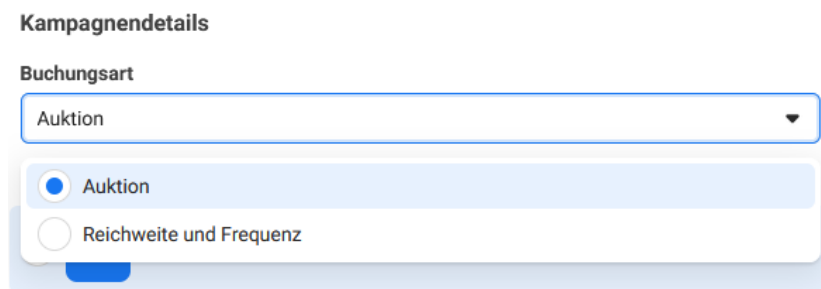 Kampagnendetails
Buchungsart
Auktion
Auktion
Reichweite und Frequenz